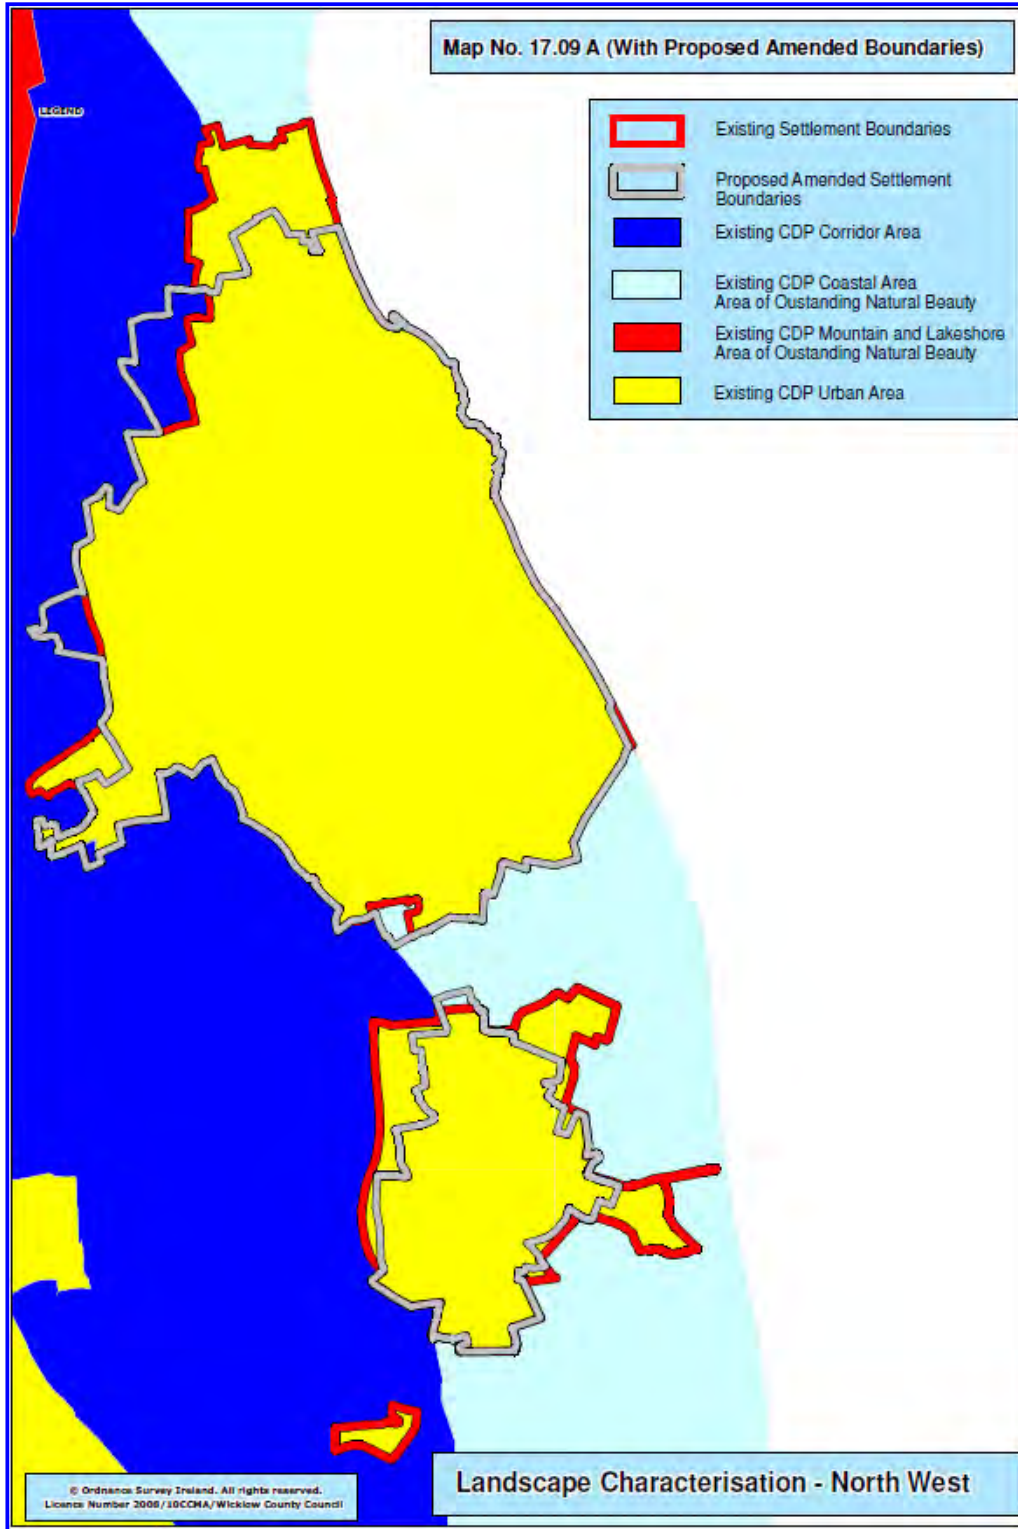 Map No. 17.09 A (With Proposed Amended Boundaries)
LEGEND
Existing Settlement Boundaries
Proposed Amended Settlement
Boundaries
Existing CDP Corridor Area
Existing CDP Coastal Area
Area of Oustanding Natural Beauty
Existing CDP Mountain and Lakeshore
Area of Oustanding Natural Beauty
Existing CDP Urban Area
Landscape Characterisation - North West
© Ordnance Survey Ireland. All rights reserved.
Licence Number 2008/10CCMA/Wicklow County Council